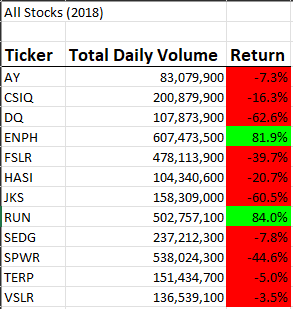 All Stocks (2018)
Ticker Total Daily Volume Return
AY 83,079,900 -7.3%
CSIQ 200,879,900 -16.3%
DQ 107,873,900 -62.6%
ENPH 607,473,500 81.9%
FSLR 478,113,900 -39.7%
HASI 104,340,600 -20.7%
JKS 158,309,000 -60.5%
RUN 502,757,100 84.0%
SEDG 237,212,300 -7.8%
SPWR 538,024,300 -44.6%
TERP 151,434,700 -5.0%
VSLR 136,539,100 -3.5%